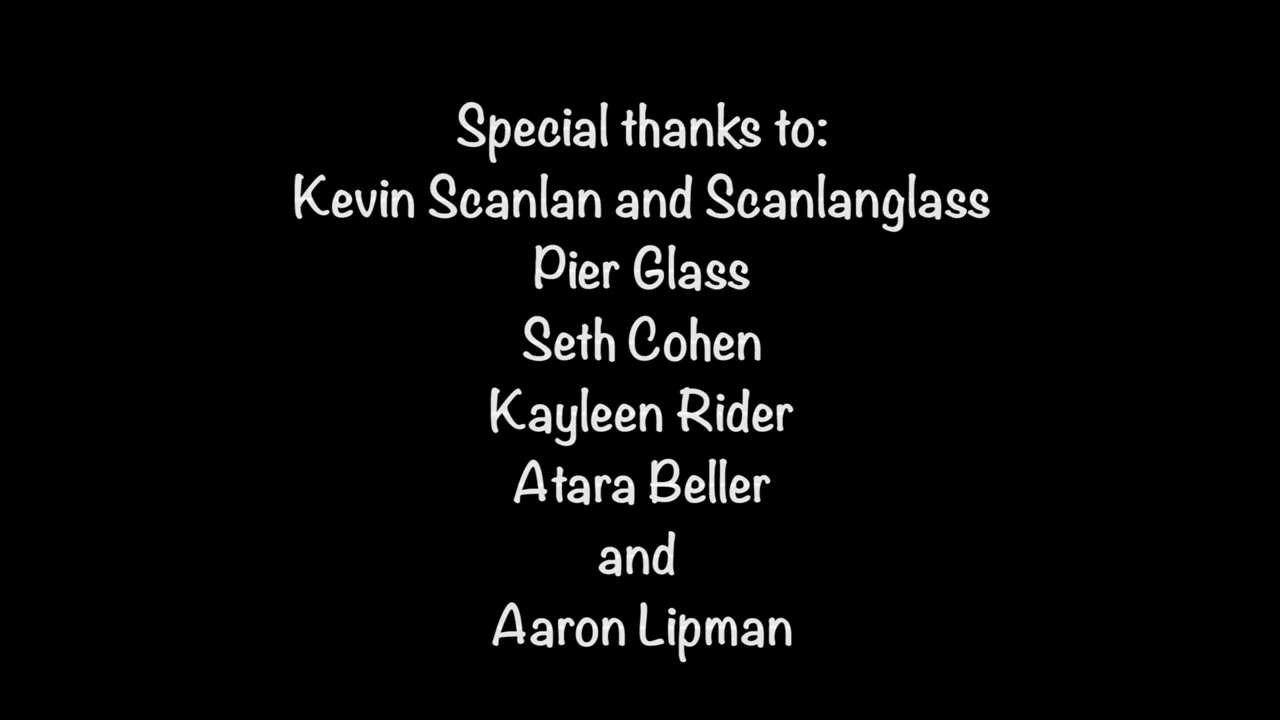 Special thanks to:
Kevin Scanlan and Scanlanglass
Pier Glass
Seth Cohen
Kayleen Rider
Atara Beller
and
Aaron Lipman